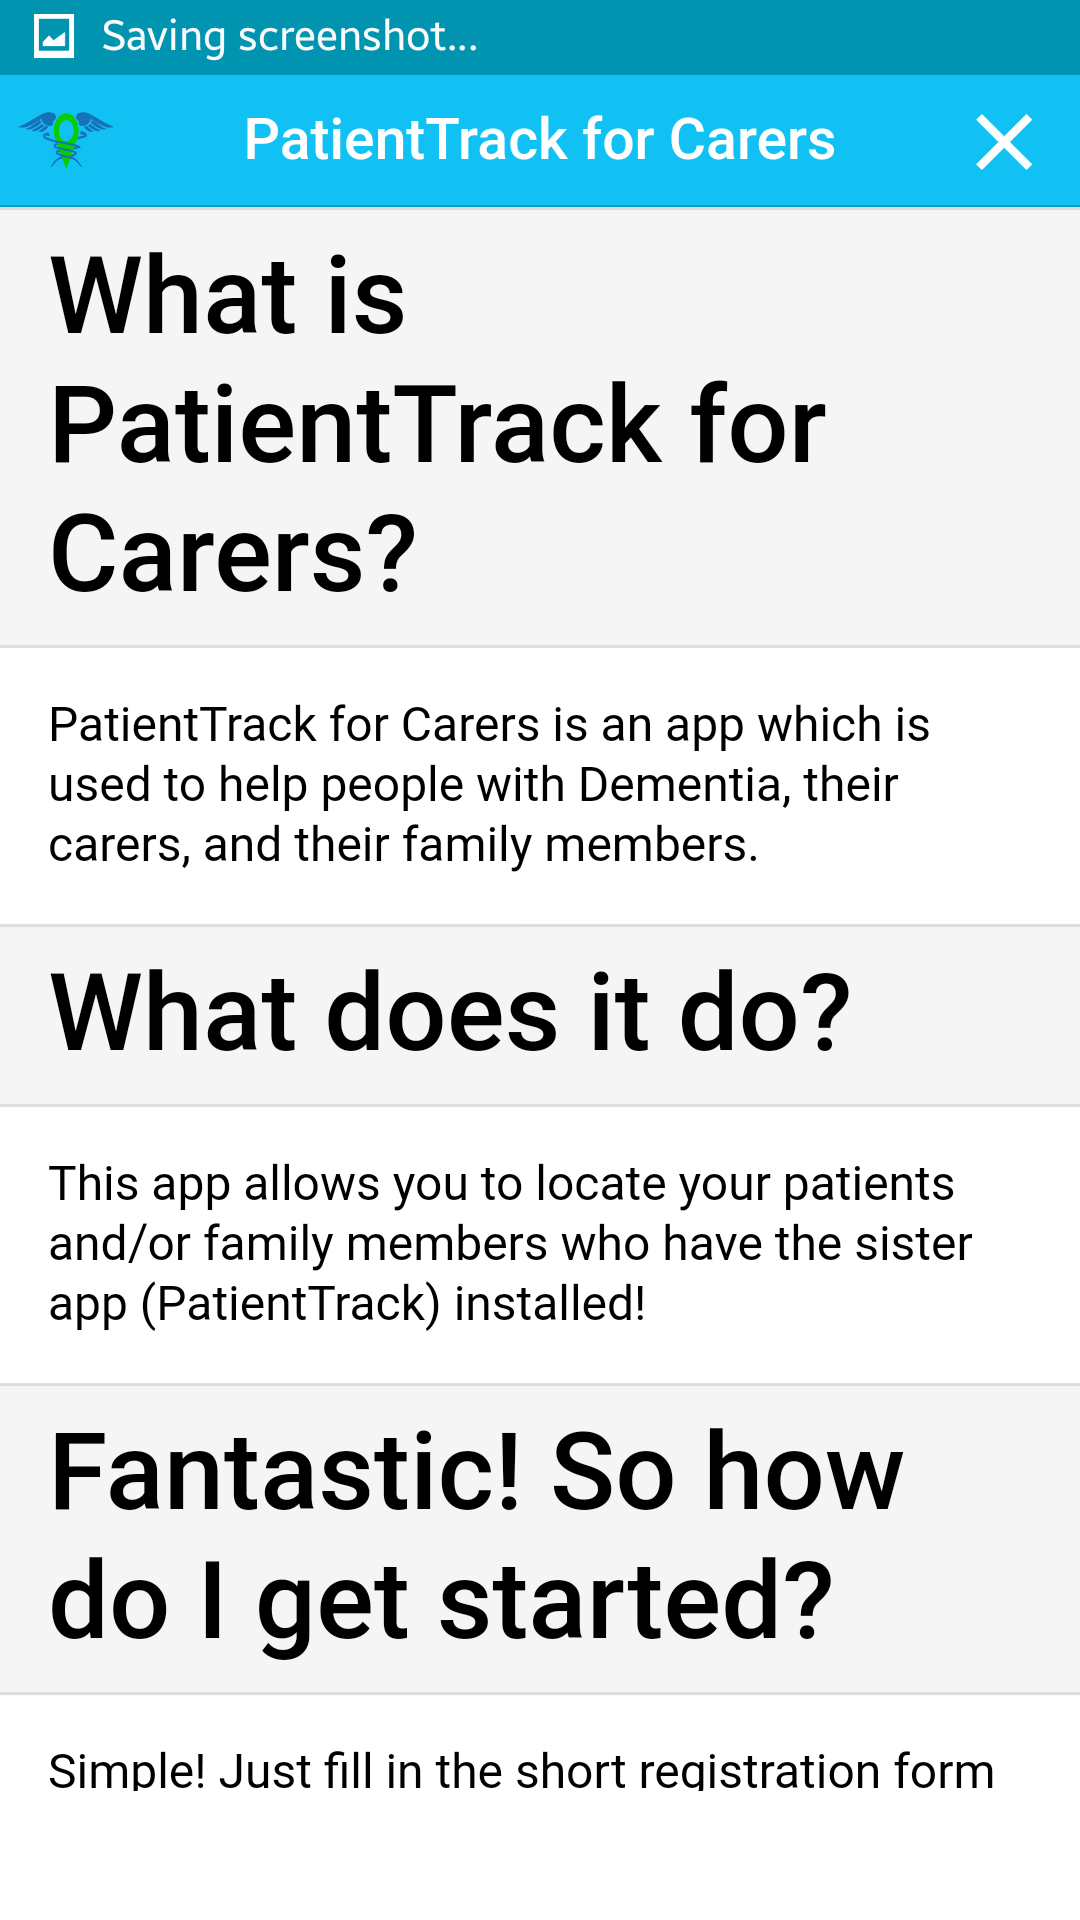 Saving screenshot...
PatientTrack for Carers
What is
PatientTrack for
Carers?
PatientTrack for Carers is an app which is
used to help people with Dementia, their
carers, and their family members.
What does it do?
This app allows you to locate your patients
and/or family members who have the sister
app (PatientTrack) installed!
Fantastic! So how
do I get started?
Simple! Just fill in the short registration form